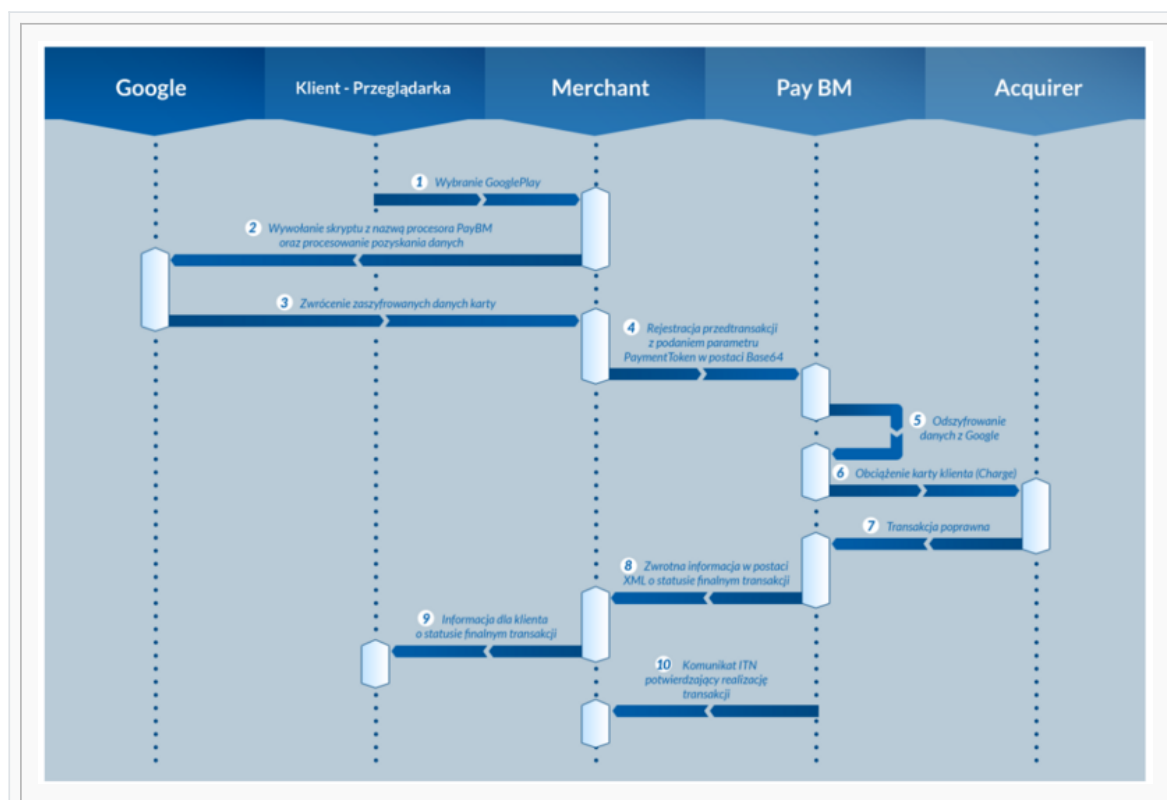 Google
Klient - Przeglądarka
Merchant
Pay BM
Acquirer
1 Wybranie GooglePlay
2 Wywołanie skryptu z nazwą procesora PayBM
oraz procesowanie pozyskania danych
3 Zwrócenie zaszyfrowanych danych karty
4 Rejestracja przedtransakcji
z podaniem parametru
PaymentToken w postaci Base64
5 Odszyfrowanie
danych z Google
6 Obciążenie karty klienta (Charge)
7 Transakcja poprawna
8 Zwrotna informacja w postaci
XML o statusie finalnym transakcji
9 Informacja dla klienta
o statusie finalnym transakcji
10 Komunikat ITN
potwierdzający realizację
transakcji